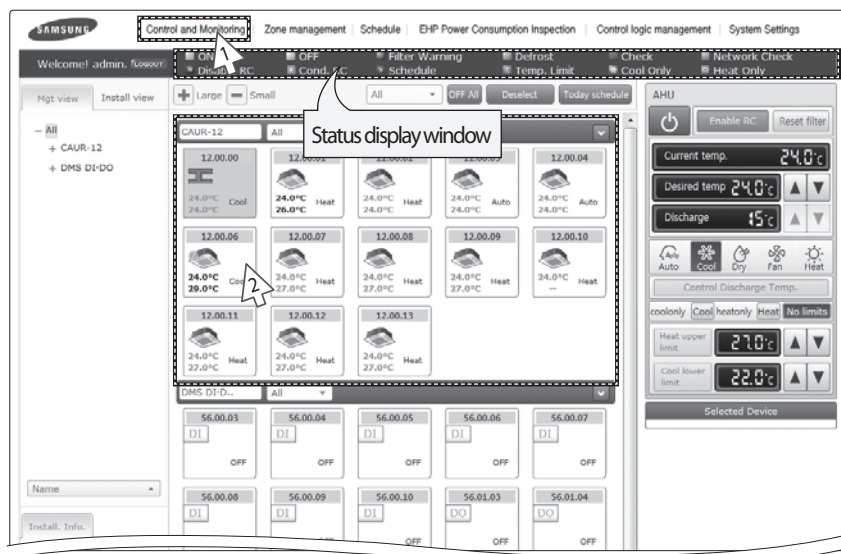 SAMSUNG
Control and Monitoring Zone management Schedule EHP Power Consumption Inspection Control logic management System Settings
1
Welcome! admin. Logout
ON OFF Filter Warning Defrost Check Network Check
Cond. RC Schedule Temp. Limit Cool Only Heat Only
Status display window
Mgt view Install view
All
CAUR-12
DMS DI-DO
Name
Install. Info.
Large Small All OFF All Deselect Today schedule
CAUR-12 All
12.00.00 12.00.04
24.0°C Cool 24.0°C Heat 24.0°C Heat 24.0°C Auto 24.0°C Auto
24.0°C 26.0°C 24.0°C 24.0°C 24.0°C
12.00.06 12.00.07 12.00.08 12.00.09 12.00.10
2
24.0°C 24.0°C Heat 24.0°C Heat 24.0°C Heat 24.0°C Heat
29.0°C 27.0°C 27.0°C 27.0°C --
12.00.11 12.00.12 12.00.13
24.0°C Heat 24.0°C Heat 24.0°C Heat
27.0°C 27.0°C 27.0°C
DMS DI-D.. All
56.00.03 56.00.04 56.00.05 56.00.06 56.00.07
DI DI DI DI DI
OFF OFF OFF OFF OFF
56.00.08 56.00.09 56.00.10 56.01.03 56.01.04
DI DI DI DO DO
OFF OFF OFF OFF OFF
AHU
Enable RC Reset filter
Current temp. 24.0°c
Desired temp 24.0°c
Discharge 15°c
Auto Cool Dry Fan Heat
Control Discharge Temp.
coolonly Cool heatonly Heat No limits
Heat upper limit 27.0°c
Cool lower limit 22.0°c
Selected Device